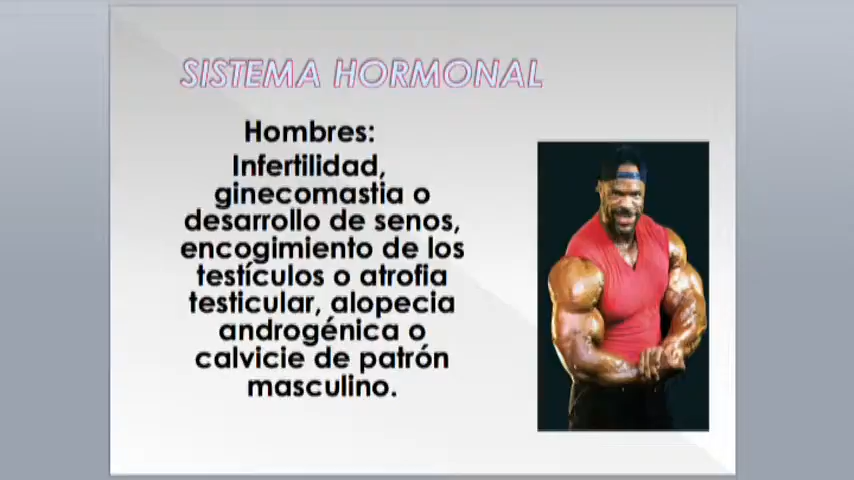 SISTEMA HORMONAL
Hombres:
Infertilidad,
ginecomastia o
desarrollo de senos,
encogimiento de los
testículos o atrofia
testicular, alopecia
androgénica o
calvicie de patrón
masculino.